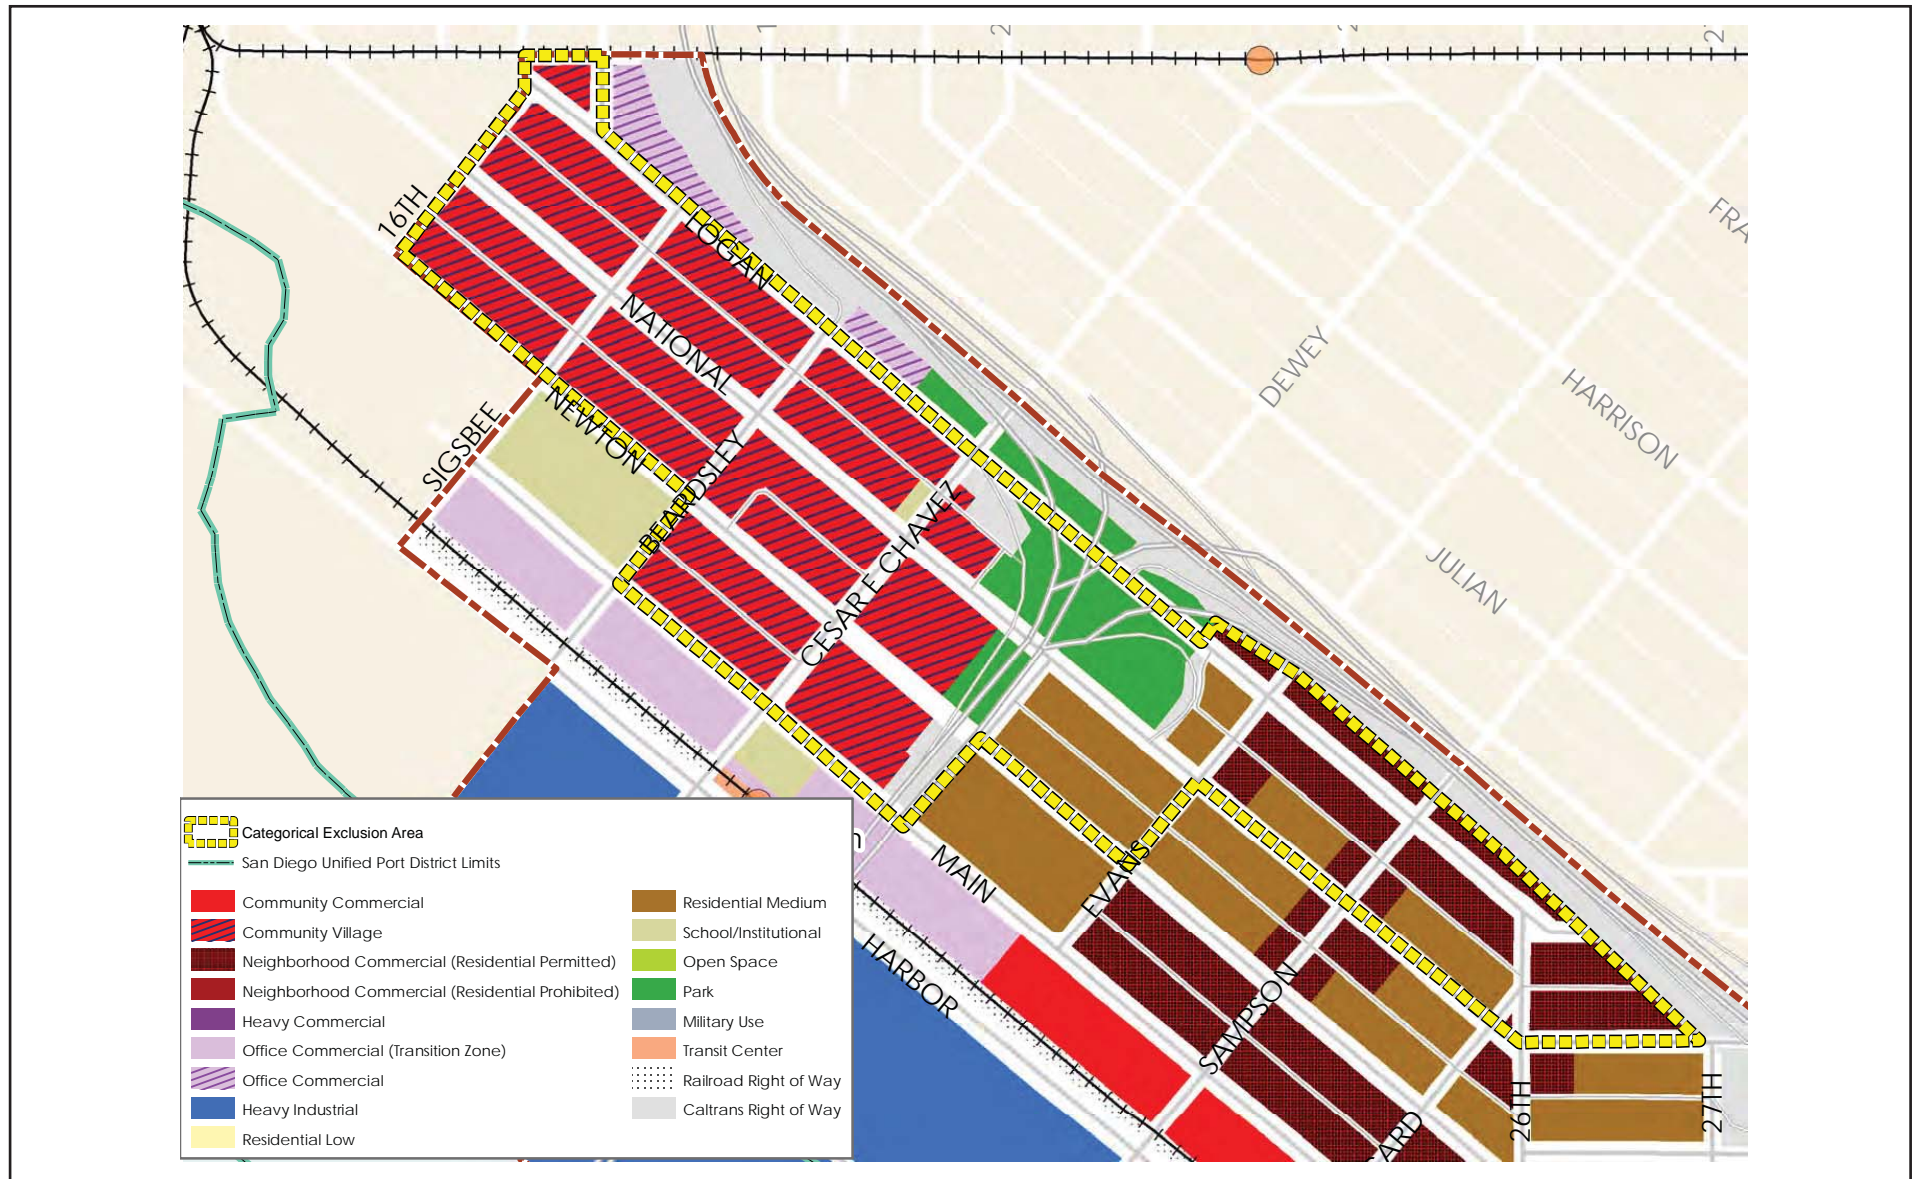 16TH
LOGAN
NATIONAL
NEWTON
SIGSBEE
BEARDSLEY
CESAR E CHAVEZ
DEWEY
HARRISON
JULIAN
FRA
MAIN
EVANS
HARBOR
SAMPSON
26TH
27TH
ARD
Categorical Exclusion Area
San Diego Unified Port District Limits
Community Commercial
Community Village
Neighborhood Commercial (Residential Permitted)
Neighborhood Commercial (Residential Prohibited)
Heavy Commercial
Office Commercial (Transition Zone)
Office Commercial
Heavy Industrial
Residential Low
Residential Medium
School/Institutional
Open Space
Park
Military Use
Transit Center
Railroad Right of Way
Caltrans Right of Way